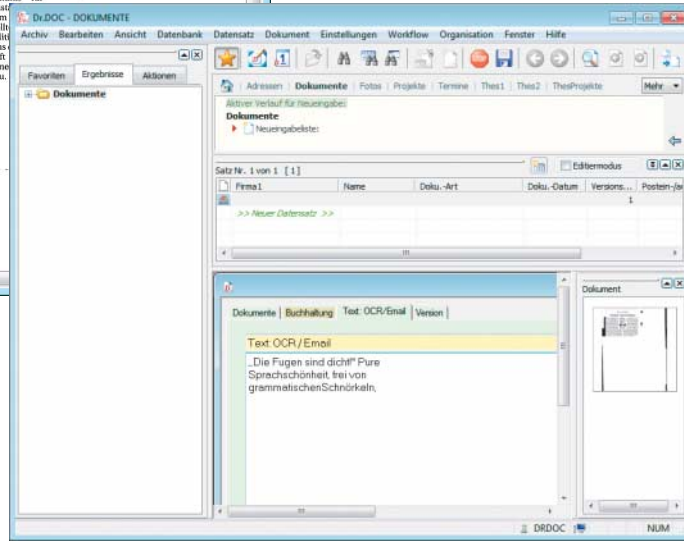 Dr.DOC - DOKUMENTE
Archiv Bearbeiten Ansicht Datenbank Datensatz Dokument Einstellungen Workflow Organisation Fenster Hilfe
Favoriten Ergebnisse Aktionen
Dokumente
Adressen Dokumente Fotos Projekte Termine Thes1 Thes2 ThesProjekte Mehr
Aktiver Verlauf für Neueingabe:
Dokumente
Neueingabeliste:
Satz Nr. 1 von 1 [1]
Editiermodus
Firma1 Name Doku.-Art Doku.-Datum Versions...
1
>> Neuer Datensatz >>
Dokumente Buchhaltung Text: OCR/Email Version
Text: OCR / Email
„Die Fugen sind dicht!" Pure
Sprachschönheit, frei von
grammatischenSchnörkeln,
Dokument
DRDOC NUM